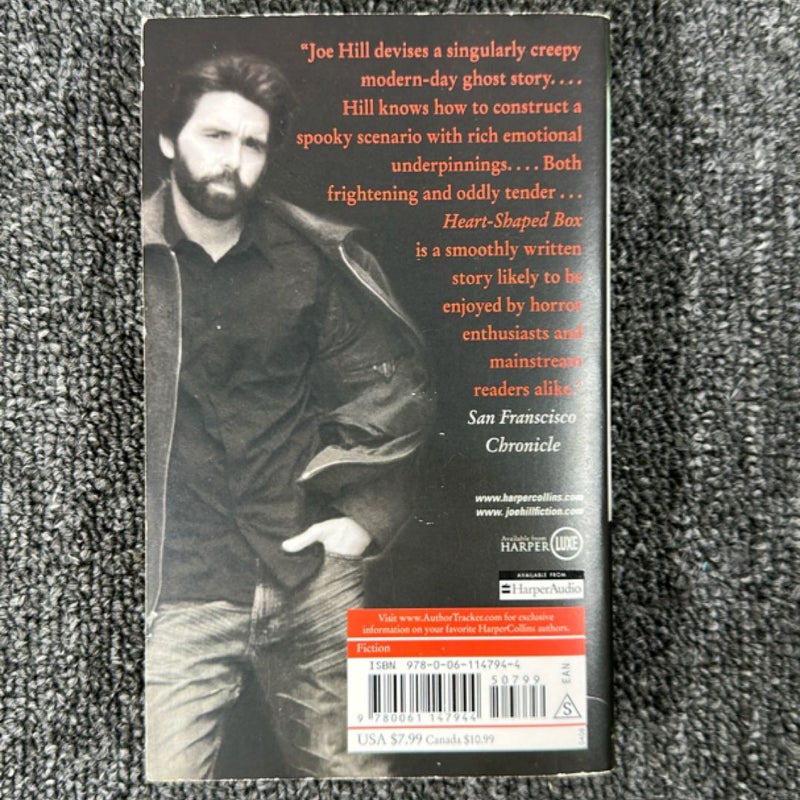 “Joe Hill devises a singularly creepy
modern-day ghost story. . . .
Hill knows how to construct a
spooky scenario with rich emotional
underpinnings. . . . Both
frightening and oddly tender . . .
Heart-Shaped Box
is a smoothly written
story likely to be
enjoyed by horror
enthusiasts and
mainstream
readers alike.”
San Franscisco
Chronicle
www.harpercollins.com
www. joehillfiction.com
Available from
HARPER LUXE
AVAILABLE FROM
HarperAudio
Visit www.AuthorTracker.com for exclusive
information on your favorite HarperCollins authors.
Fiction
ISBN 978-0-06-114794-4
50799
EAN
S
9 780061 147944
USA $7.99 Canada $10.99